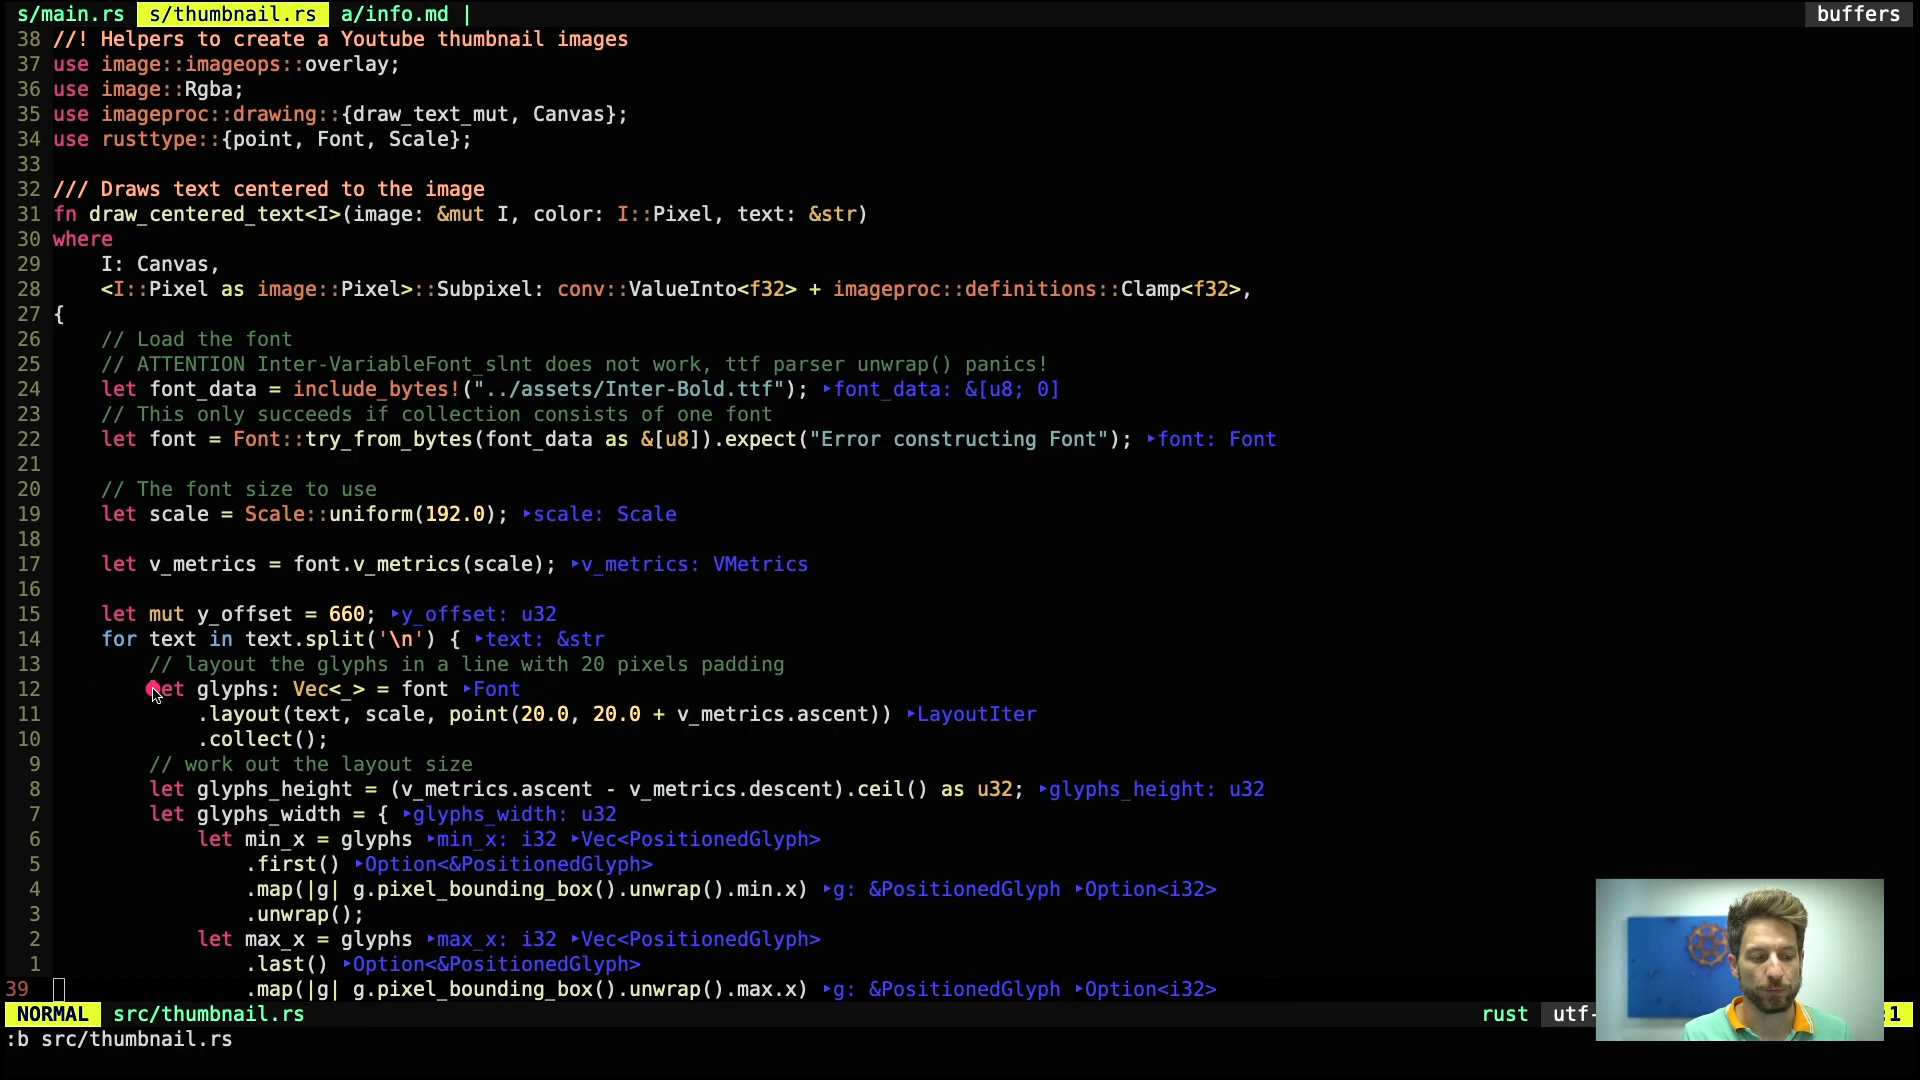 s/main.rs  s/thumbnail.rs  a/info.md |  buffers
38 //! Helpers to create a Youtube thumbnail images
37 use image::imageops::overlay;
36 use image::Rgba;
35 use imageproc::drawing::{draw_text_mut, Canvas};
34 use rusttype::{point, Font, Scale};
33
32 /// Draws text centered to the image
31 fn draw_centered_text<I>(image: &mut I, color: I::Pixel, text: &str)
30 where
29     I: Canvas,
28     <I::Pixel as image::Pixel>::Subpixel: conv::ValueInto<f32> + imageproc::definitions::Clamp<f32>,
27 {
26     // Load the font
25     // ATTENTION Inter-VariableFont_slnt does not work, ttf parser unwrap() panics!
24     let font_data = include_bytes!("../assets/Inter-Bold.ttf"); ‣font_data: &[u8; 0]
23     // This only succeeds if collection consists of one font
22     let font = Font::try_from_bytes(font_data as &[u8]).expect("Error constructing Font"); ‣font: Font
21
20     // The font size to use
19     let scale = Scale::uniform(192.0); ‣scale: Scale
18
17     let v_metrics = font.v_metrics(scale); ‣v_metrics: VMetrics
16
15     let mut y_offset = 660; ‣y_offset: u32
14     for text in text.split('\n') { ‣text: &str
13         // layout the glyphs in a line with 20 pixels padding
12         let glyphs: Vec<_> = font ‣Font
11             .layout(text, scale, point(20.0, 20.0 + v_metrics.ascent)) ‣LayoutIter
10             .collect();
9         // work out the layout size
8         let glyphs_height = (v_metrics.ascent - v_metrics.descent).ceil() as u32; ‣glyphs_height: u32
7         let glyphs_width = { ‣glyphs_width: u32
6             let min_x = glyphs ‣min_x: i32 ‣Vec<PositionedGlyph>
5                 .first() ‣Option<&PositionedGlyph>
4                 .map(|g| g.pixel_bounding_box().unwrap().min.x) ‣g: &PositionedGlyph ‣Option<i32>
3                 .unwrap();
2             let max_x = glyphs ‣max_x: i32 ‣Vec<PositionedGlyph>
1                 .last() ‣Option<&PositionedGlyph>
39                 .map(|g| g.pixel_bounding_box().unwrap().max.x) ‣g: &PositionedGlyph ‣Option<i32>
NORMAL  src/thumbnail.rs  rust  utf-  :1
:b src/thumbnail.rs